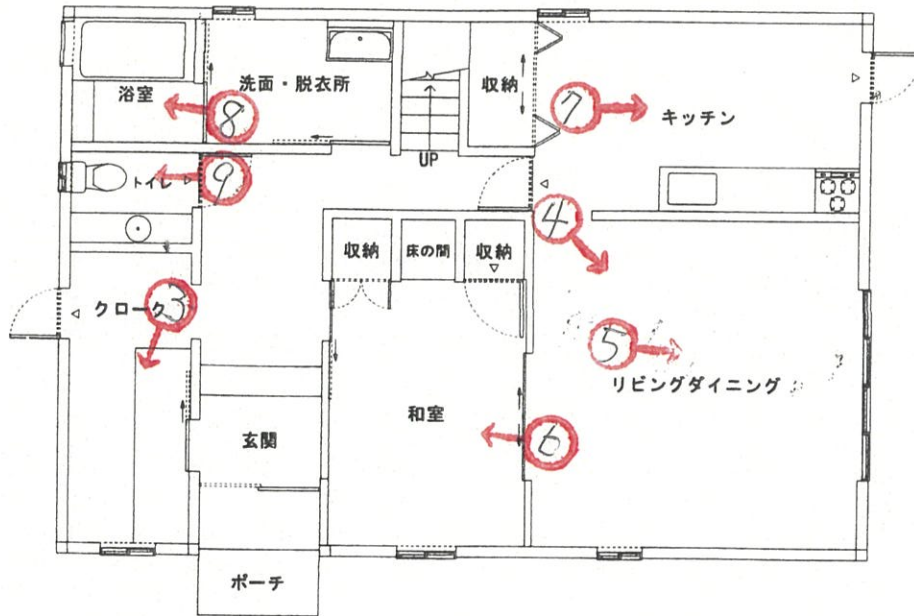 浴室
洗面・脱衣所
収納
キッチン
⑧
⑦
UP
トイレ
⑨
④
収納
床の間
収納
クローク
③
⑤
リビングダイニング
和室
玄関
⑥
ポーチ